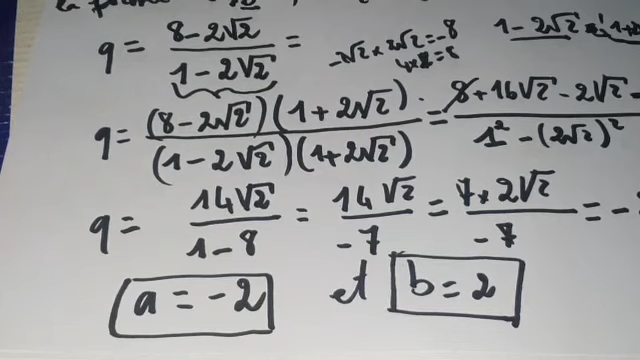 q = (8-2√2)/(1-2√2) =
-2√2 × 2√2 = -8
1-2√2
q = (8-2√2)(1+2√2)/(1-2√2)(1+2√2) = 8+16√2-2√2-/1²-(2√2)²
q = 14√2/1-8 = 14√2/-7 = 7×2√2/-7 = -
a = -2 et b = 2